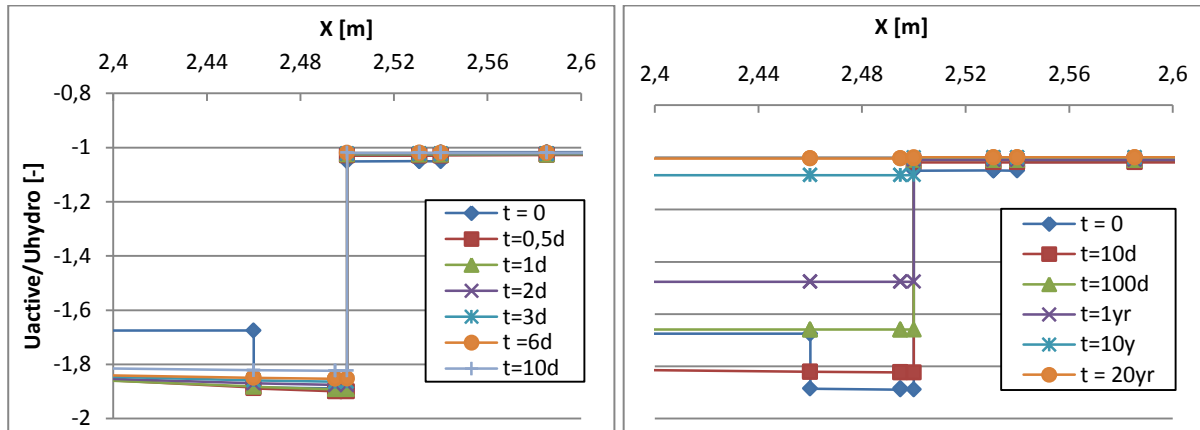 X [m]
2,4 2,44 2,48 2,52 2,56 2,6
-0,8
-1
-1,2
-1,4
-1,6
-1,8
-2
Uactive/Uhydro [-]
t = 0
t=0,5d
t=1d
t=2d
t=3d
t =6d
t=10d
X [m]
2,4 2,44 2,48 2,52 2,56 2,6
t = 0
t=10d
t=100d
t=1yr
t=10y
t = 20yr